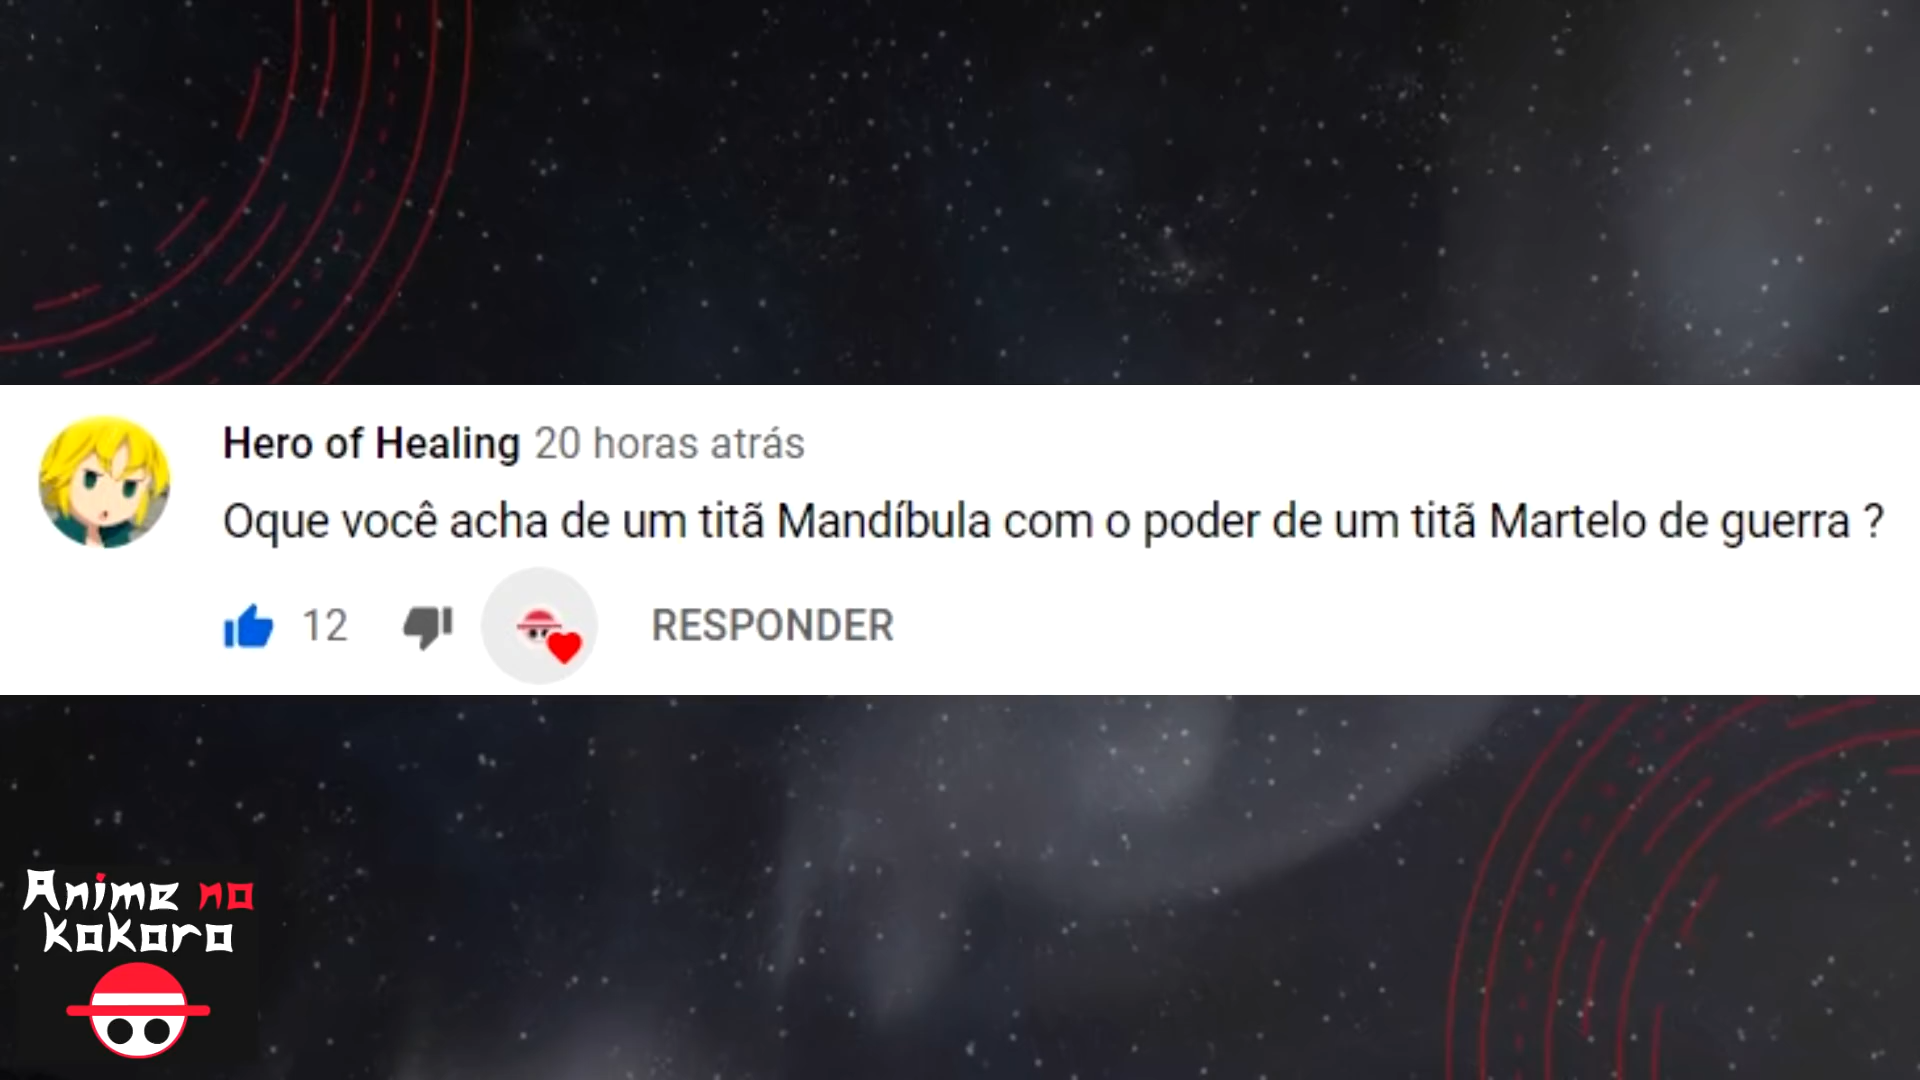 Hero of Healing 20 horas atrás
Oque você acha de um titã Mandíbula com o poder de um titã Martelo de guerra ?
12 RESPONDER
Anime no
kokoro